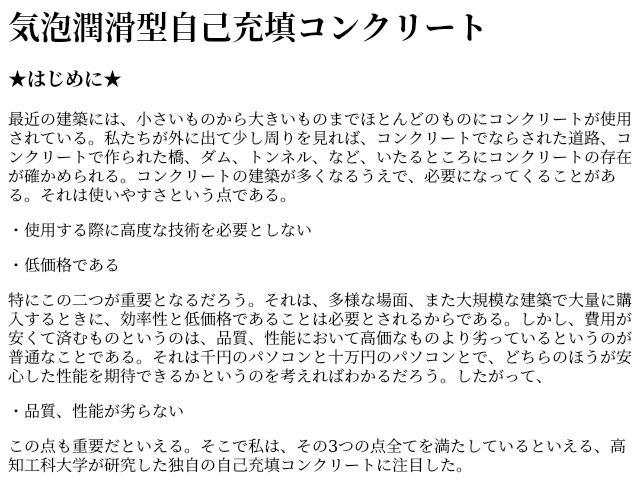 気泡潤滑型自己充填コンクリート
★はじめに★
最近の建築には、小さいものから大きいものまでほとんどのものにコンクリートが使用
されている。私たちが外に出て少し周りを見れば、コンクリートでならされた道路、コ
ンクリートで作られた橋、ダム、トンネル、など、いたるところにコンクリートの存在
が確かめられる。コンクリートの建築が多くなるうえで、必要になってくることがあ
る。それは使いやすさという点である。
・使用する際に高度な技術を必要としない
・低価格である
特にこの二つが重要となるだろう。それは、多様な場面、また大規模な建築で大量に購
入するときに、効率性と低価格であることは必要とされるからである。しかし、費用が
安くて済むものというのは、品質、性能において高価なものより劣っているというのが
普通なことである。それは千円のパソコンと十万円のパソコンとで、どちらのほうが安
心した性能を期待できるかというのを考えればわかるだろう。したがって、
・品質、性能が劣らない
この点も重要だといえる。そこで私は、その3つの点全てを満たしているといえる、高
知工科大学が研究した独自の自己充填コンクリートに注目した。